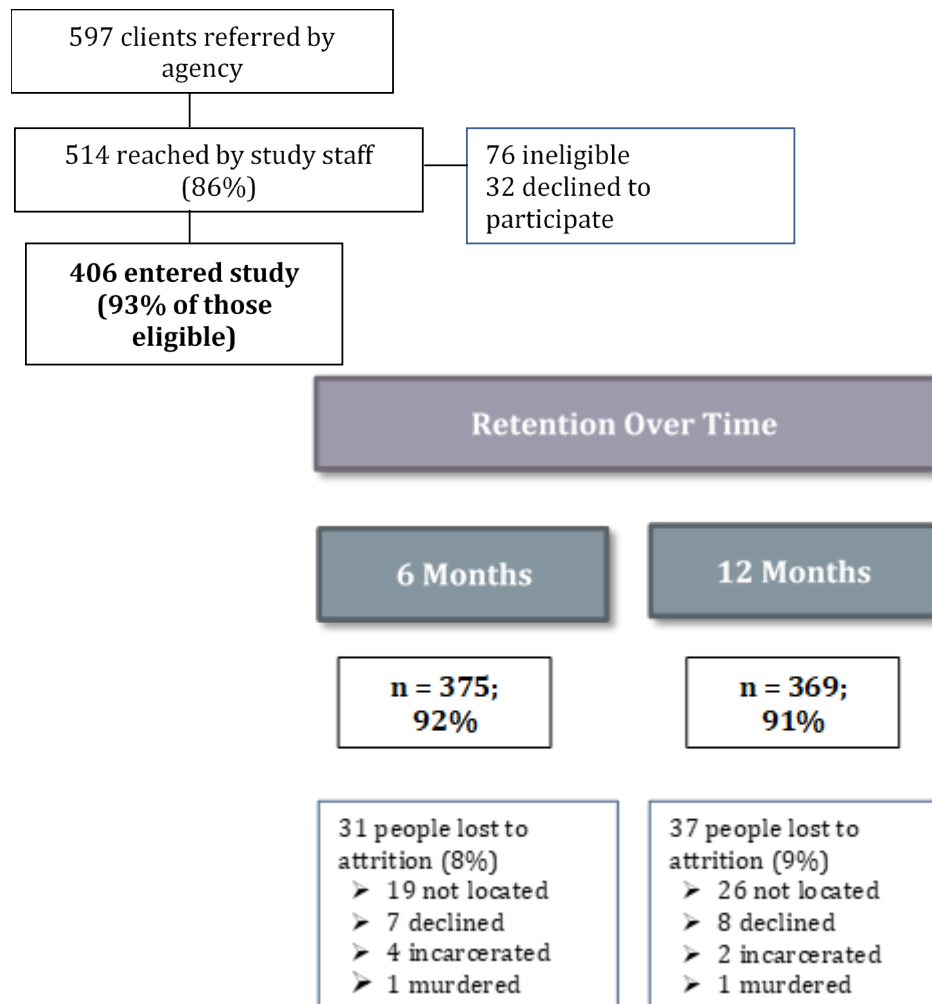 597 clients referred by
agency
514 reached by study staff
(86%)
76 ineligible
32 declined to
participate
406 entered study
(93% of those
eligible)
Retention Over Time
6 Months
12 Months
n = 375;
92%
n = 369;
91%
31 people lost to
attrition (8%)
➤ 19 not located
➤ 7 declined
➤ 4 incarcerated
➤ 1 murdered
37 people lost to
attrition (9%)
➤ 26 not located
➤ 8 declined
➤ 2 incarcerated
➤ 1 murdered